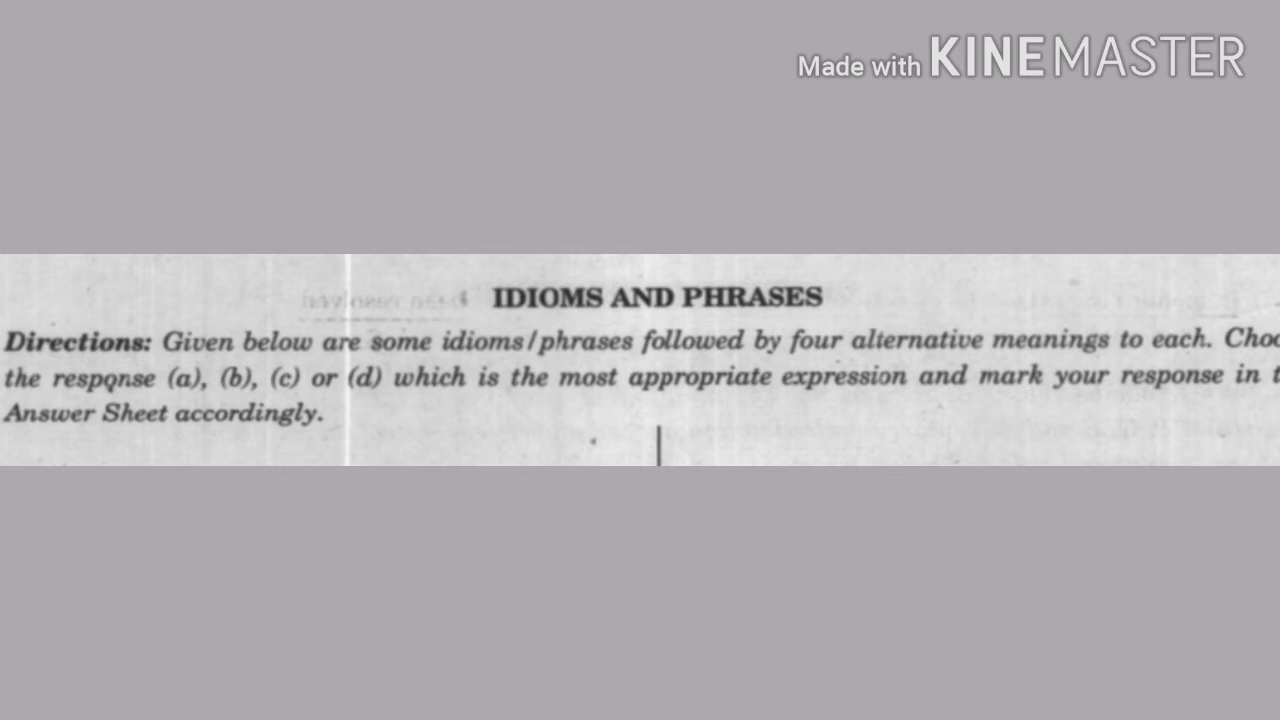 Made with KINEMASTER
IDIOMS AND PHRASES
Directions: Given below are some idioms/phrases followed by four alternative meanings to each. Choo
the response (a), (b), (c) or (d) which is the most appropriate expression and mark your response in t
Answer Sheet accordingly.